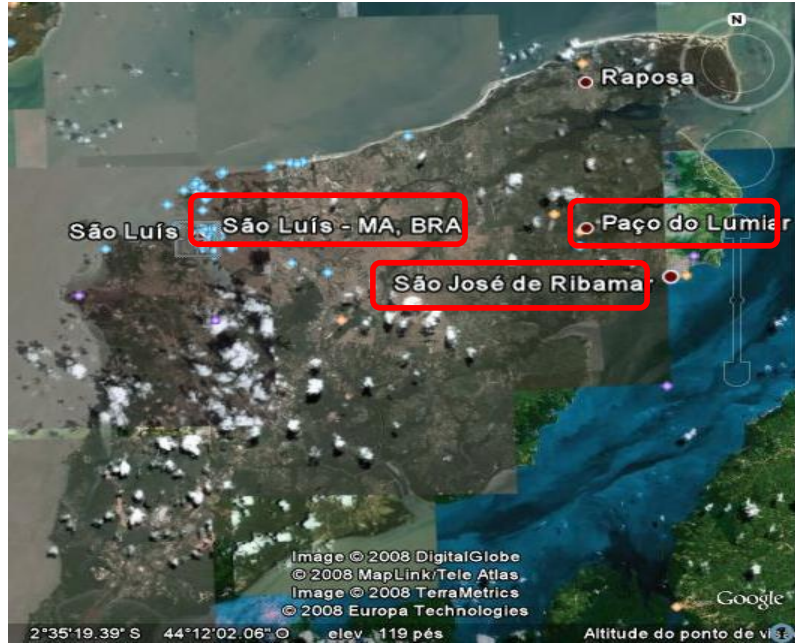 N
Raposa
São Luís
São Luís - MA, BRA
Paço do Lumiar
São José de Ribamar
Image © 2008 DigitalGlobe
© 2008 MapLink/Tele Atlas
Image © 2008 TerraMetrics
© 2008 Europa Technologies
Google
2°35'19.39" S 44°12'02.06" O elev. 119 pés Altitude do ponto de vi